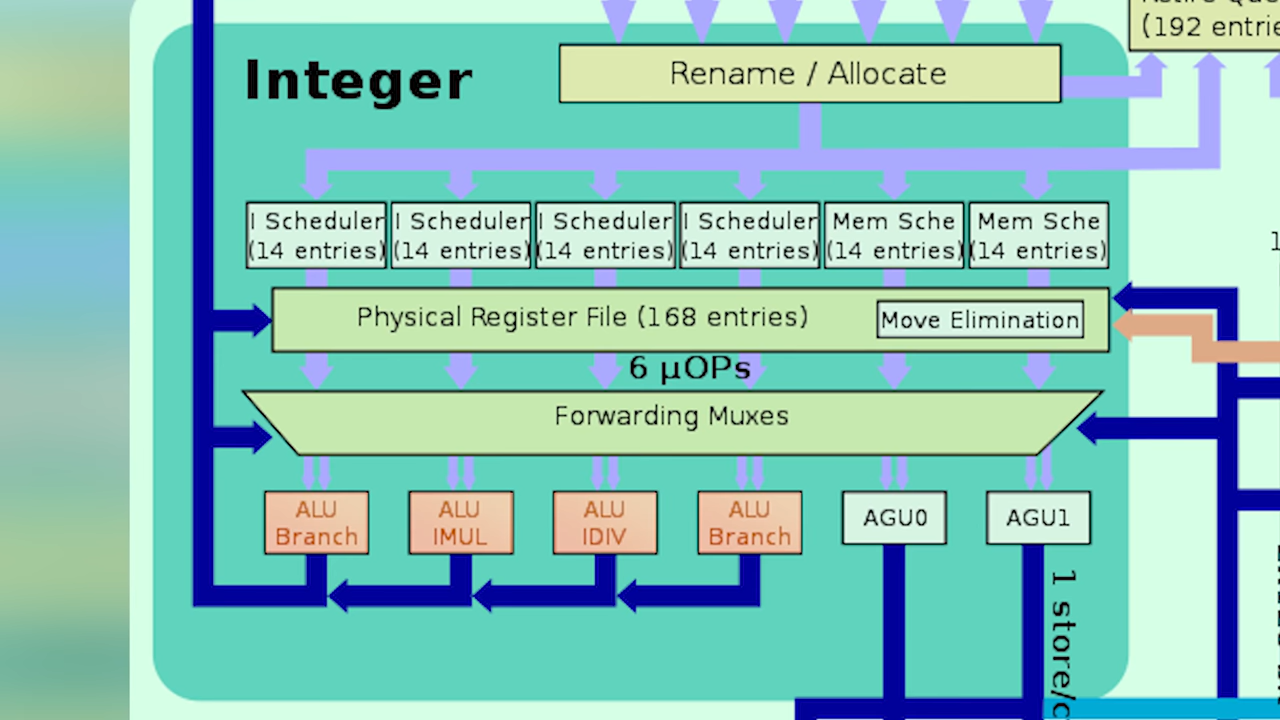 (192
Integer
Rename / Allocate
I Scheduler
(14 entries)
I Scheduler
(14 entries)
I Scheduler
(14 entries)
I Scheduler
(14 entries)
Mem Sche
(14 entries)
Mem Sche
(14 entries)
Physical Register File (168 entries)
Move Elimination
6 µOPs
Forwarding Muxes
ALU
Branch
ALU
IMUL
ALU
IDIV
ALU
Branch
AGU0
AGU1
1 store/c